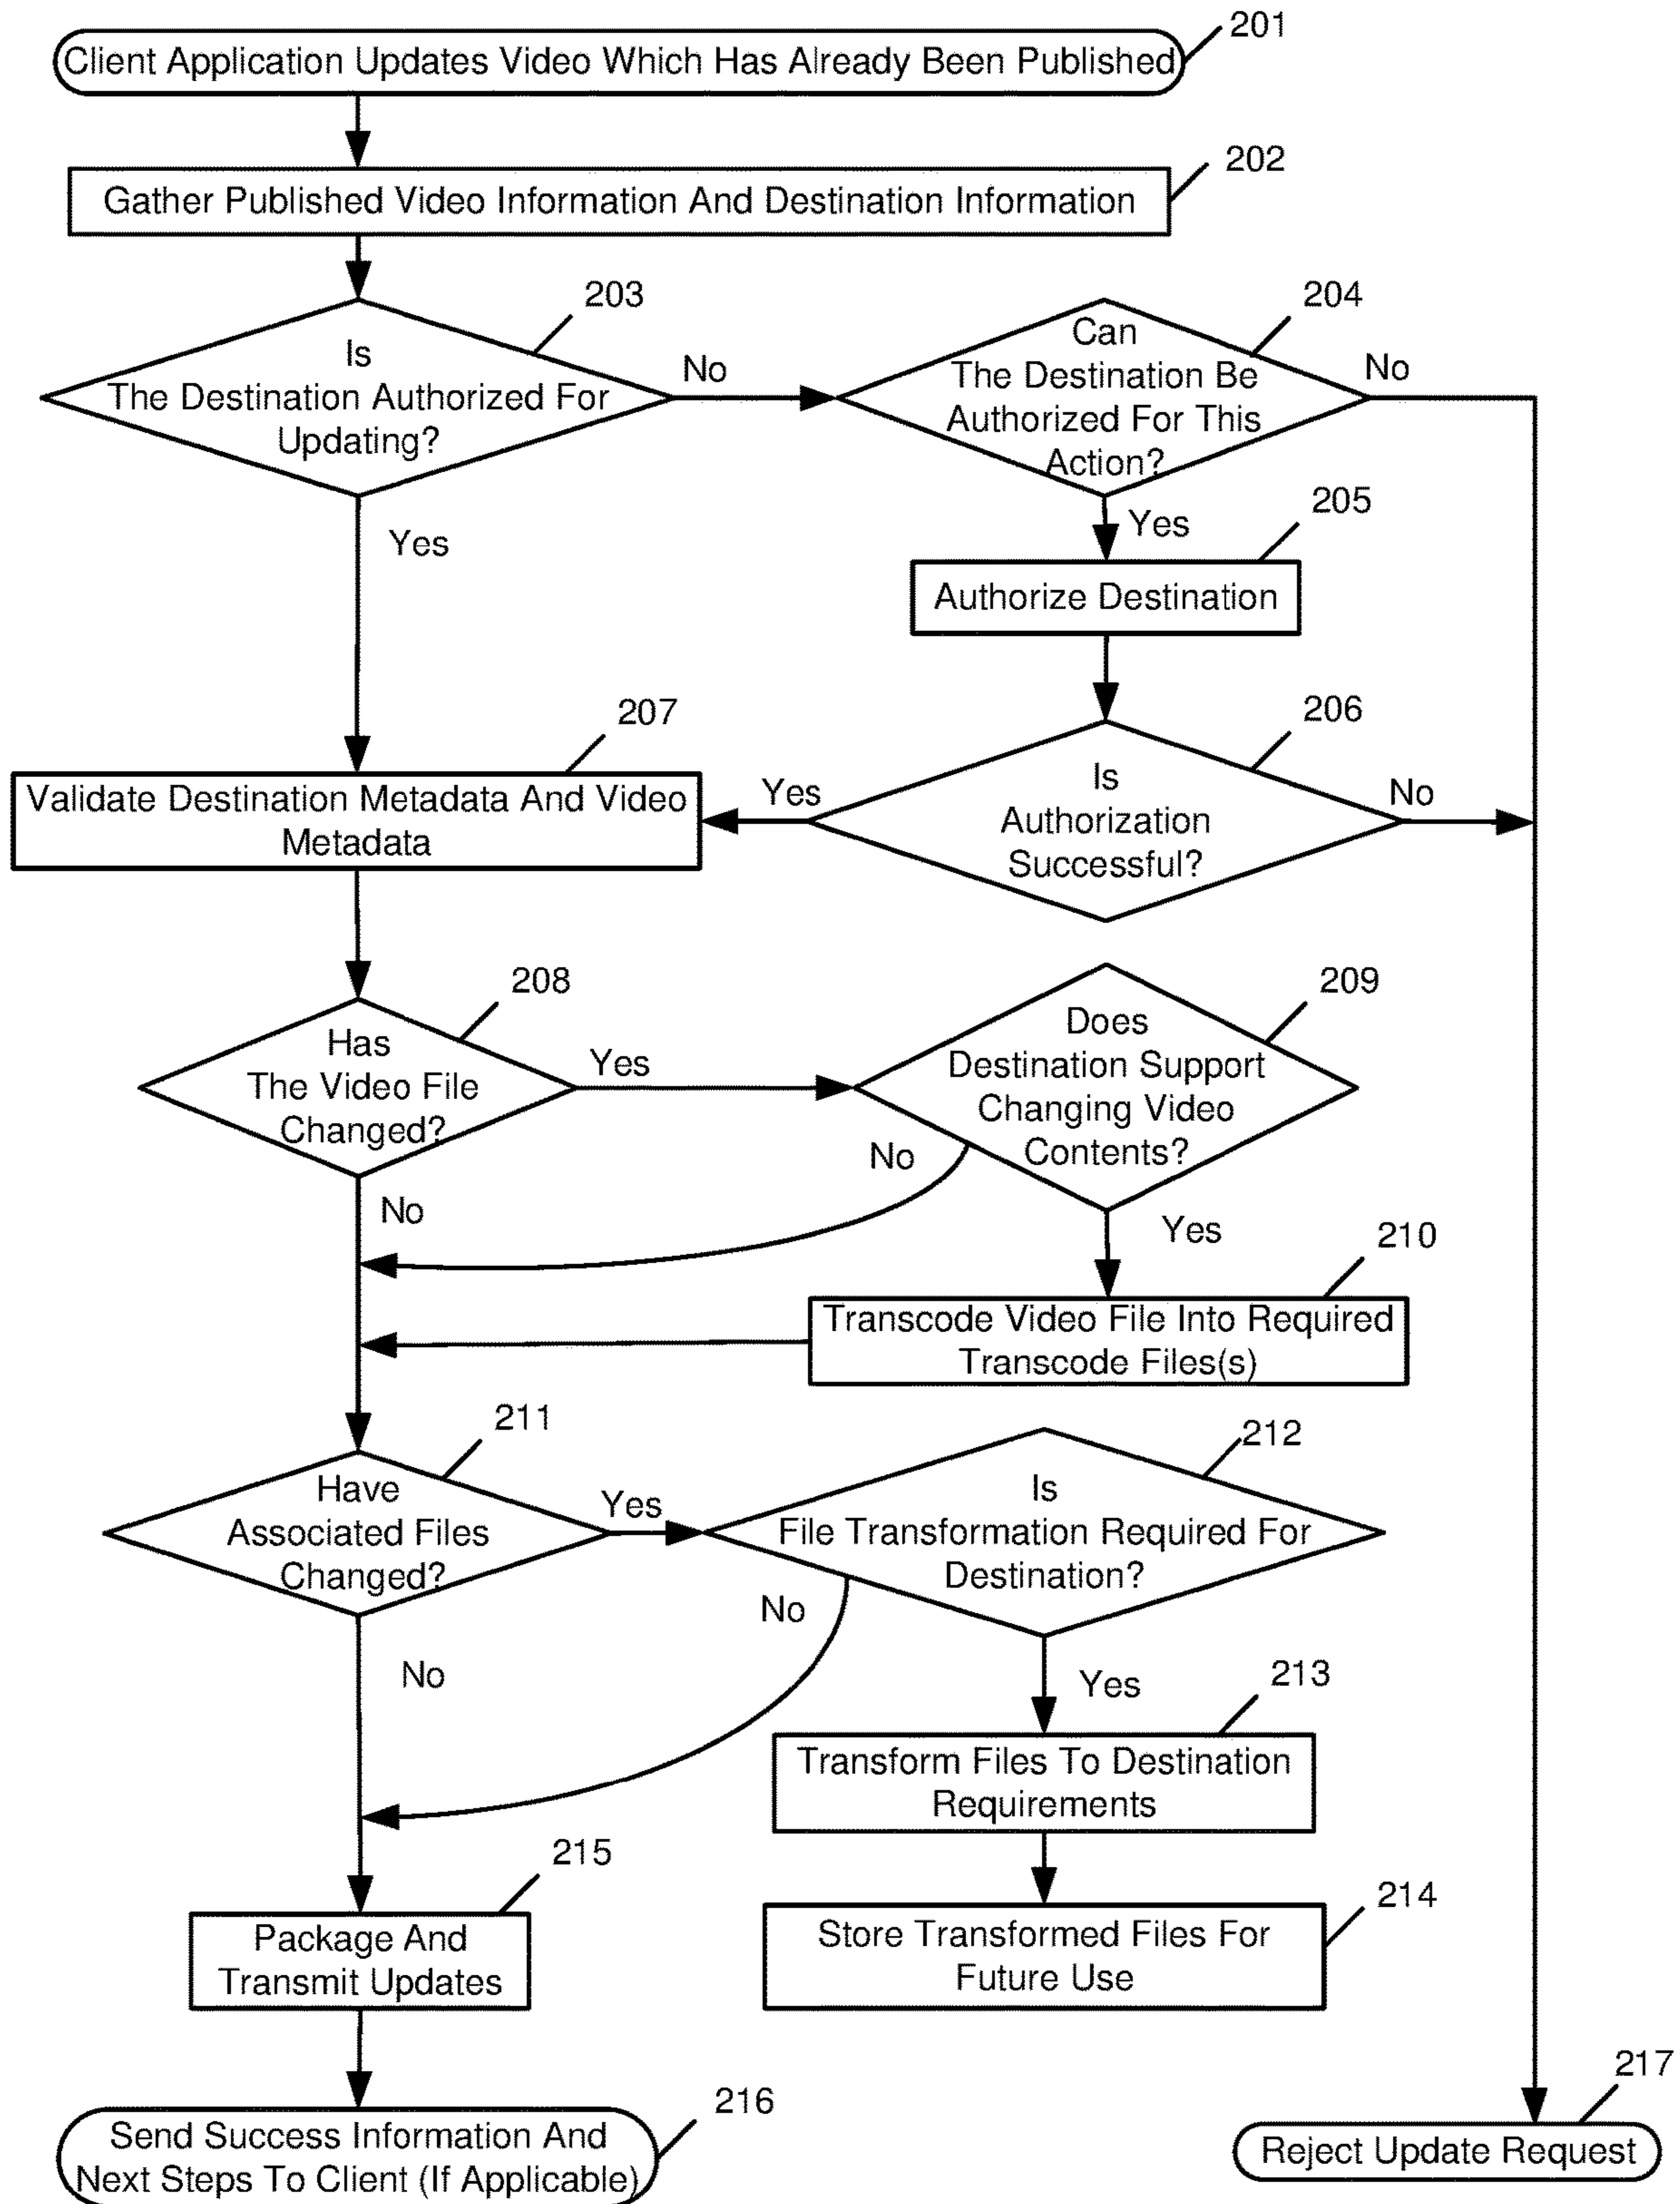 201
Client Application Updates Video Which Has Already Been Published
202
Gather Published Video Information And Destination Information
203
Is
The Destination Authorized For
Updating?
No
Yes
204
Can
The Destination Be
Authorized For This
Action?
No
Yes
205
Authorize Destination
206
Is
Authorization
Successful?
Yes
No
207
Validate Destination Metadata And Video
Metadata
208
Has
The Video File
Changed?
Yes
No
209
Does
Destination Support
Changing Video
Contents?
No
Yes
210
Transcode Video File Into Required
Transcode Files(s)
211
Have
Associated Files
Changed?
Yes
No
212
Is
File Transformation Required For
Destination?
No
Yes
213
Transform Files To Destination
Requirements
214
Store Transformed Files For
Future Use
215
Package And
Transmit Updates
216
Send Success Information And
Next Steps To Client (If Applicable)
217
Reject Update Request